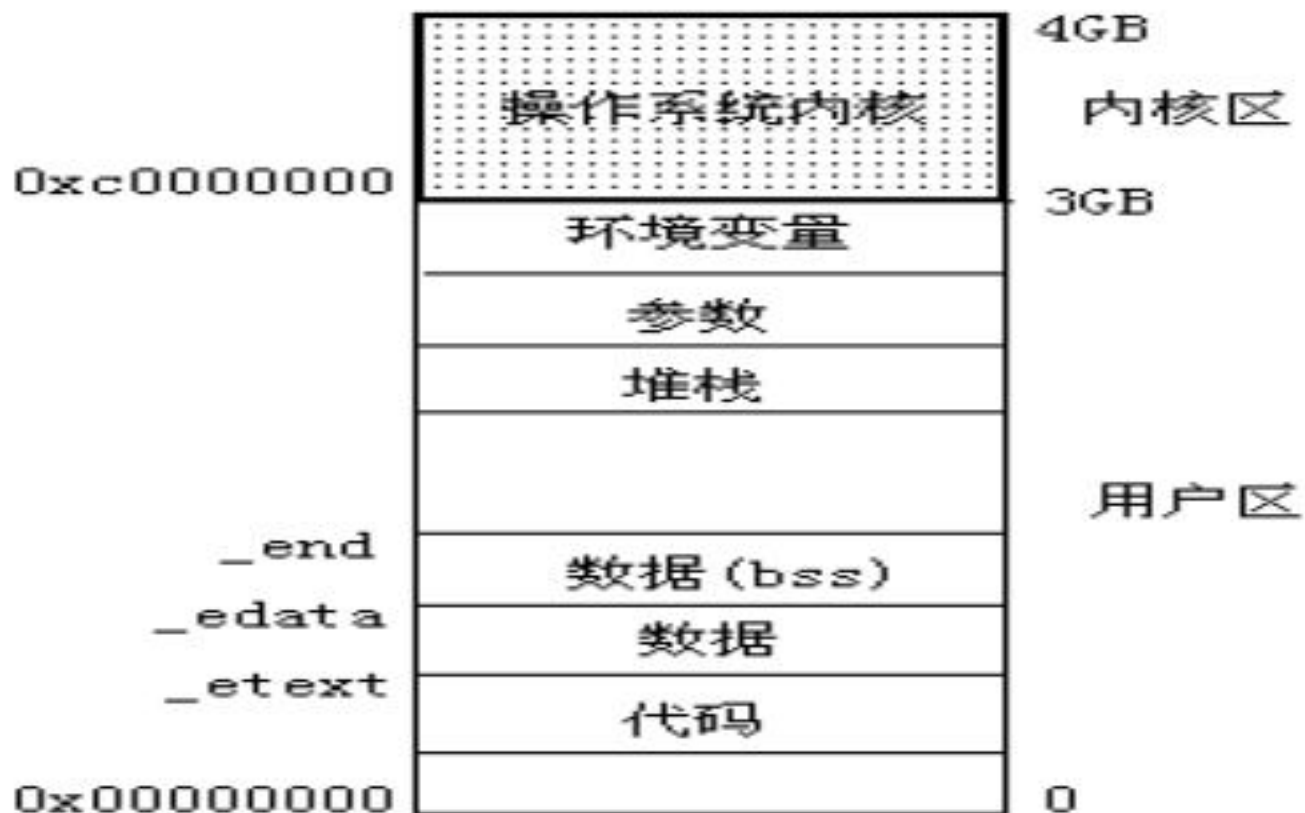 4GB
操作系统内核
内核区
0xc0000000
3GB
环境变量
参数
堆栈
用户区
_end
数据(bss)
_edata
数据
_etext
代码
0x00000000
0